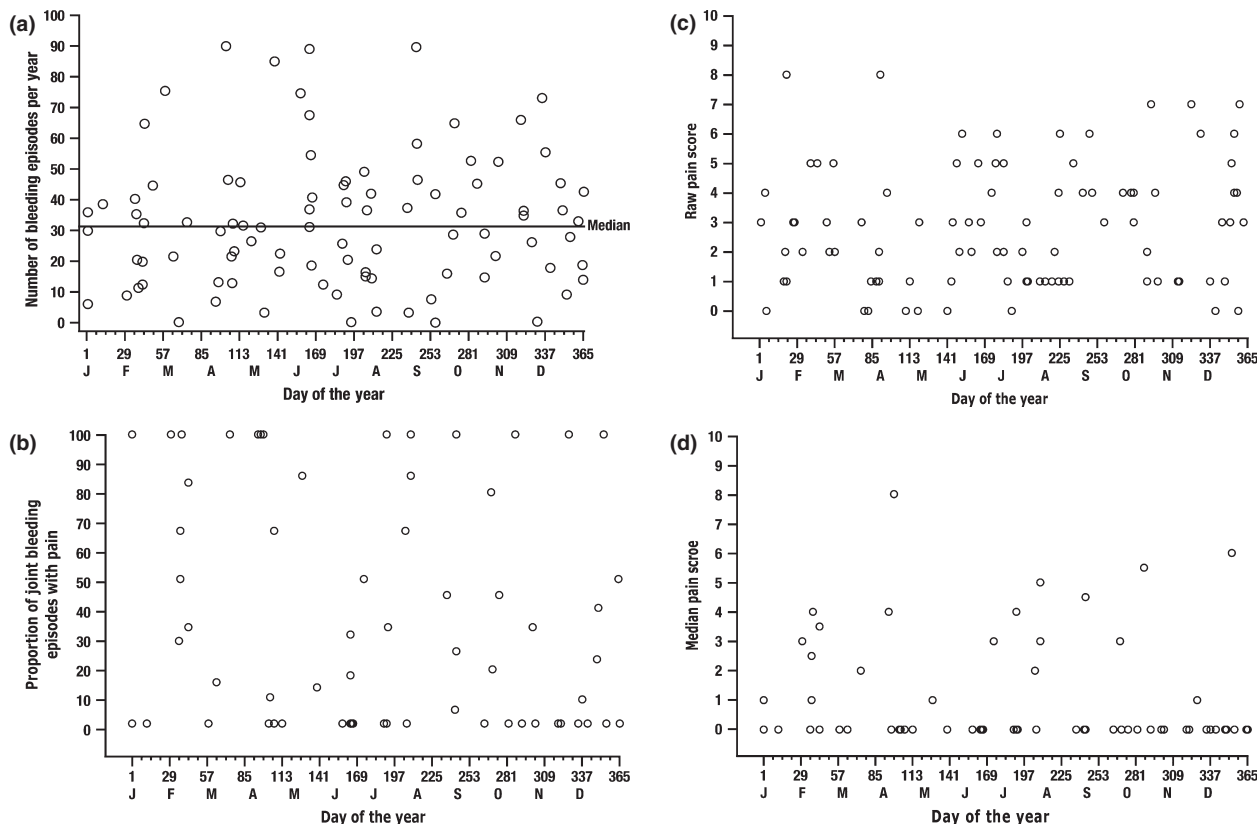 (a)
Number of bleeding episodes per year
100
90
80
70
60
50
40
30
20
10
0
Median
1 29 57 85 113 141 169 197 225 253 281 309 337 365
J F M A M J J A S O N D
Day of the year
(c)
Raw pain score
10
9
8
7
6
5
4
3
2
1
0
1 29 57 85 113 141 169 197 225 253 281 309 337 365
J F M A M J J A S O N D
Day of the year
(b)
Proportion of joint bleeding
episodes with pain
100
90
80
70
60
50
40
30
20
10
0
1 29 57 85 113 141 169 197 225 253 281 309 337 365
J F M A M J J A S O N D
Day of the year
(d)
Median pain scroe
10
9
8
7
6
5
4
3
2
1
0
1 29 57 85 113 141 169 197 225 253 281 309 337 365
J F M A M J J A S O N D
Day of the year